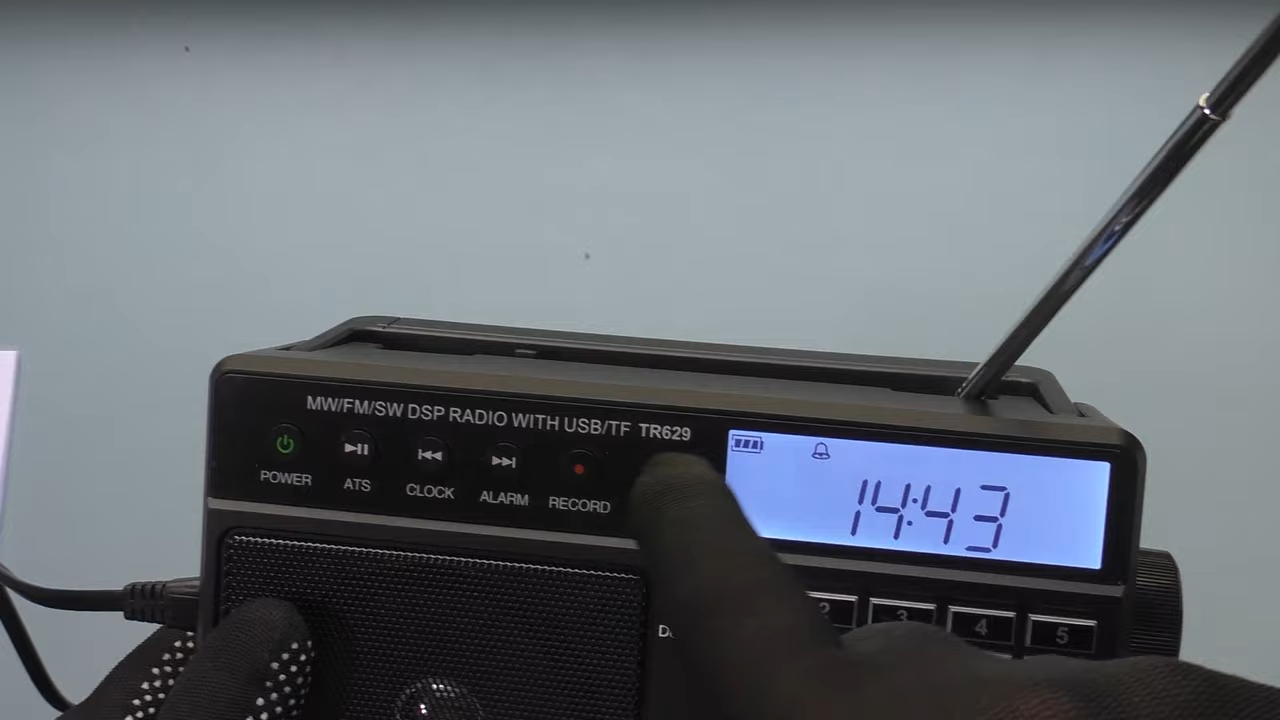 MW/FM/SW DSP RADIO WITH USB/TF TR629
POWER ATS CLOCK ALARM RECORD
14:43
2 3 4 5